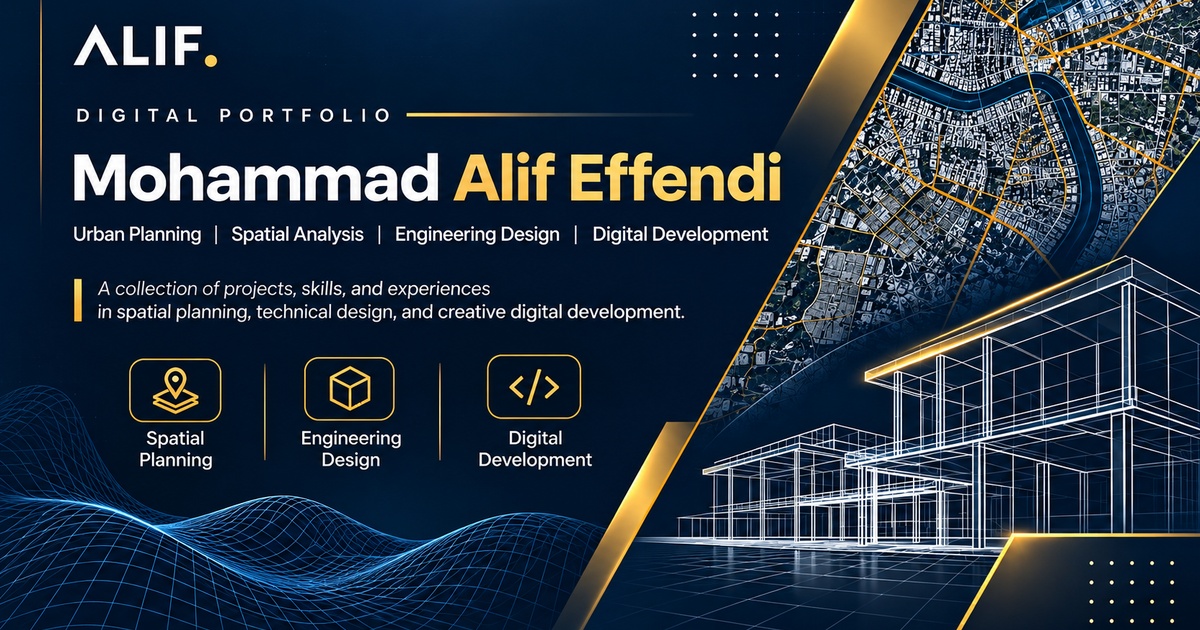 ALIF.
DIGITAL PORTFOLIO
Mohammad Alif Effendi
Urban Planning | Spatial Analysis | Engineering Design | Digital Development
A collection of projects, skills, and experiences
in spatial planning, technical design, and creative digital development.
Spatial
Planning
Engineering
Design
</>
Digital
Development